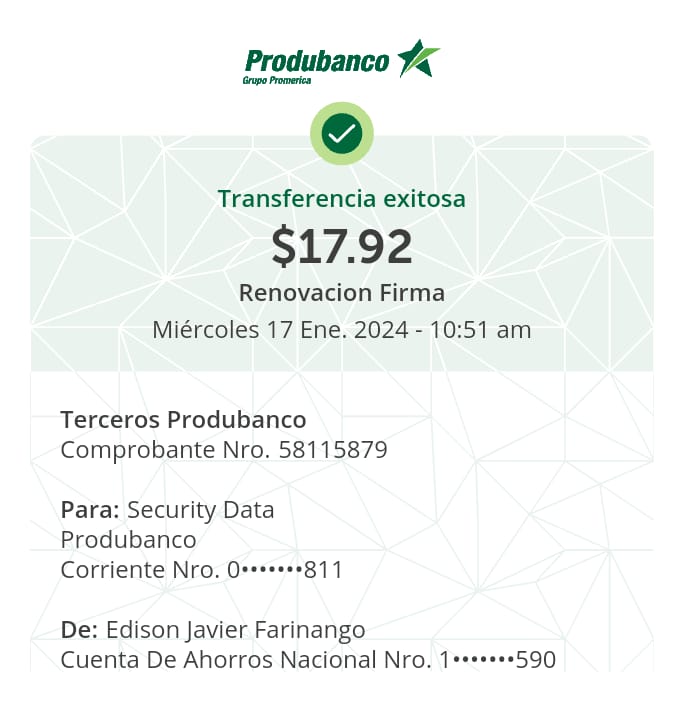 Produbanco
Grupo Promerica
Transferencia exitosa
$17.92
Renovacion Firma
Miércoles 17 Ene. 2024 - 10:51 am
Terceros Produbanco
Comprobante Nro. 58115879
Para: Security Data
Produbanco
Corriente Nro. 0•••••••811
De: Edison Javier Farinango
Cuenta De Ahorros Nacional Nro. 1•••••••590